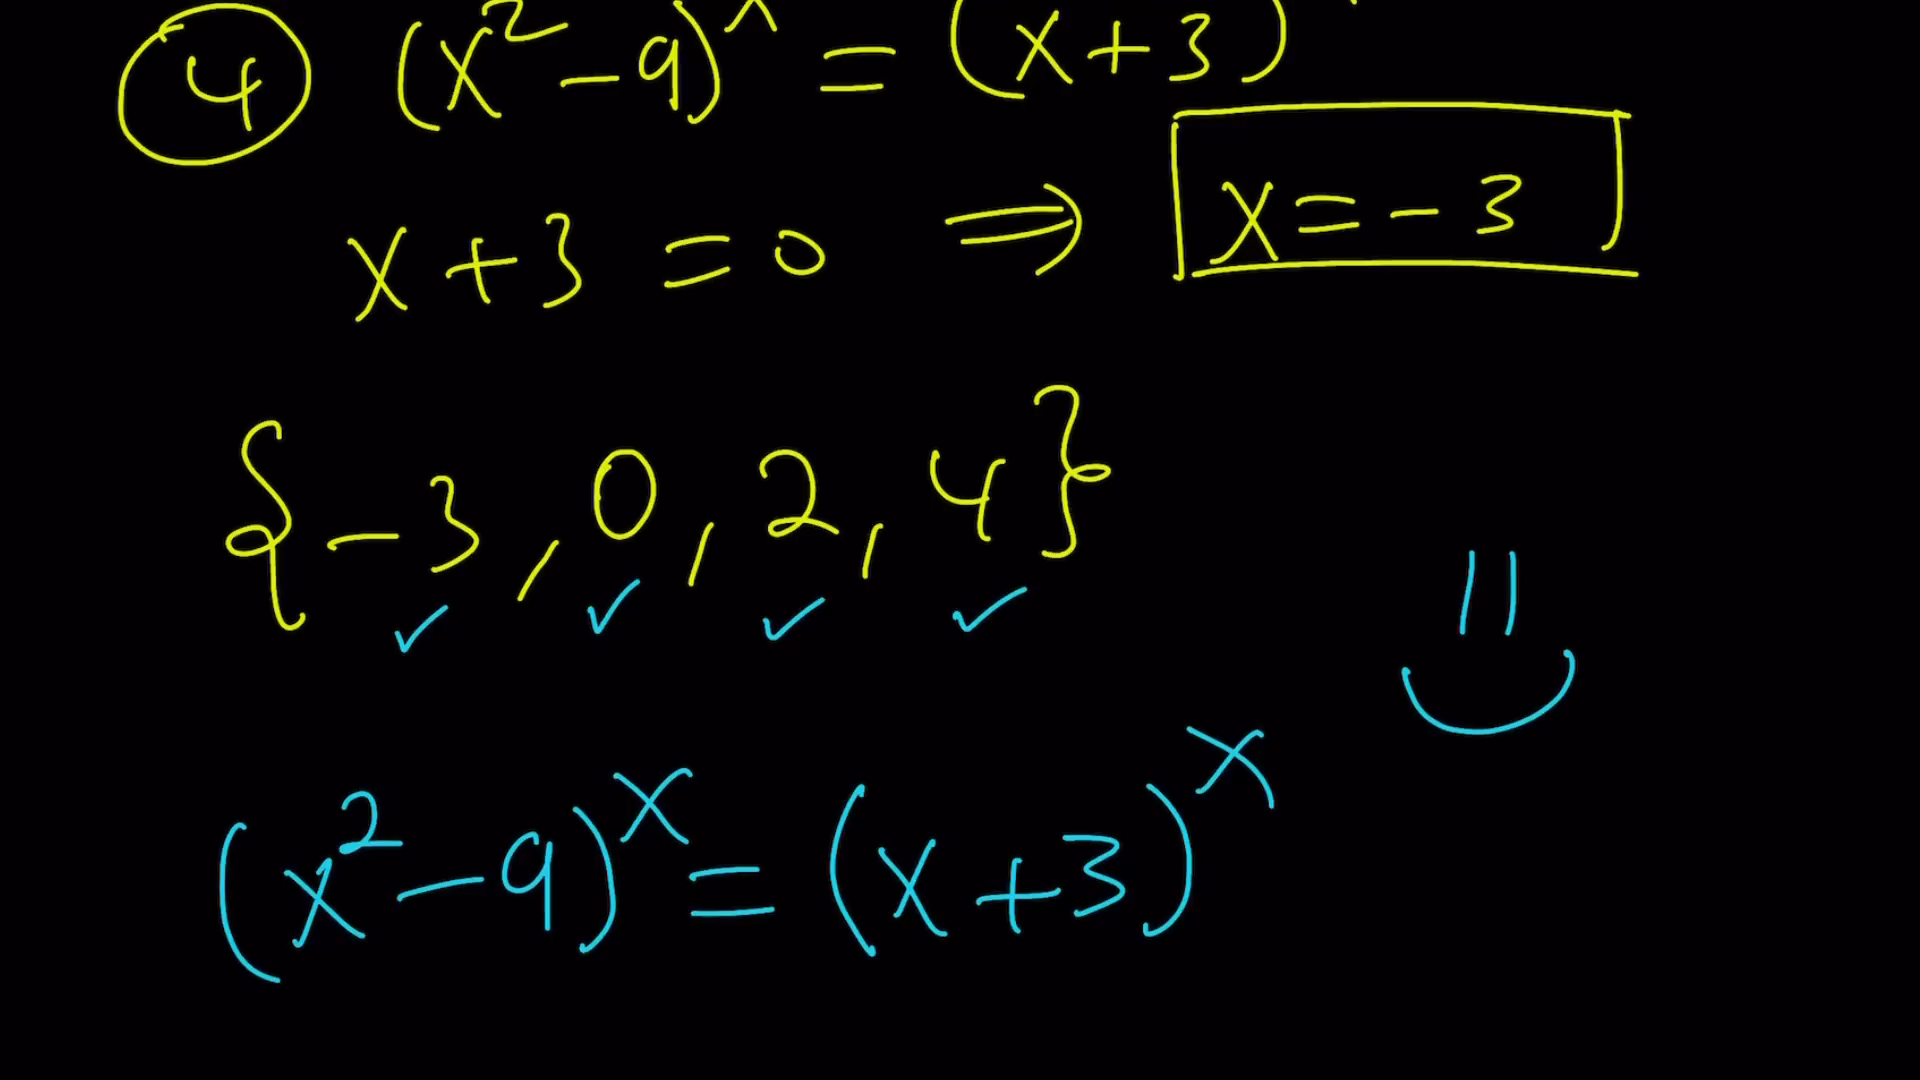 ④ (x² - 9)ˣ = (x + 3)
x + 3 = 0 ⇒ x = - 3
{ - 3 , 0 , 2 , 4 }
✓ ✓ ✓ ✓
(x² - 9)ˣ = (x + 3)ˣ